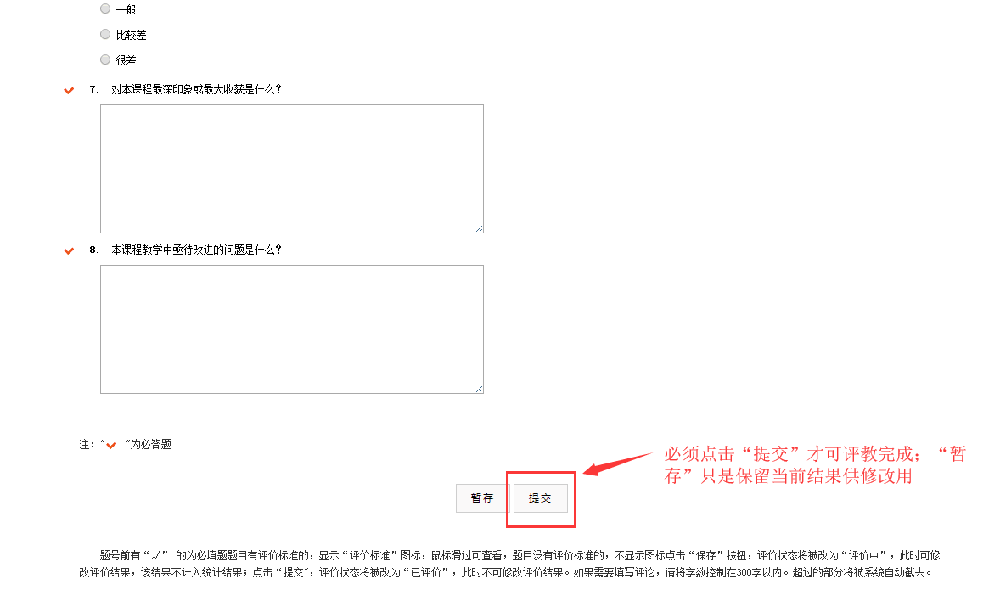 一般
比较差
很差
7. 对本课程最深印象或最大收获是什么?
8. 本课程教学中亟待改进的问题是什么?
注:“ “为必答题
必须点击“提交”才可评教完成;“暂
存”只是保留当前结果供修改用
暂存 提交
题号前有“√” 的为必填题题目有评价标准的，显示“评价标准”图标，鼠标滑过可查看，题目没有评价标准的，不显示图标点击“保存”按钮，评价状态将被改为“评价中”，此时可修
改评价结果，该结果不计入统计结果；点击“提交”，评价状态将被改为“已评价”，此时不可修改评价结果。如果需要填写评论，请将字数控制在300字以内。超过的部分将被系统自动截去。